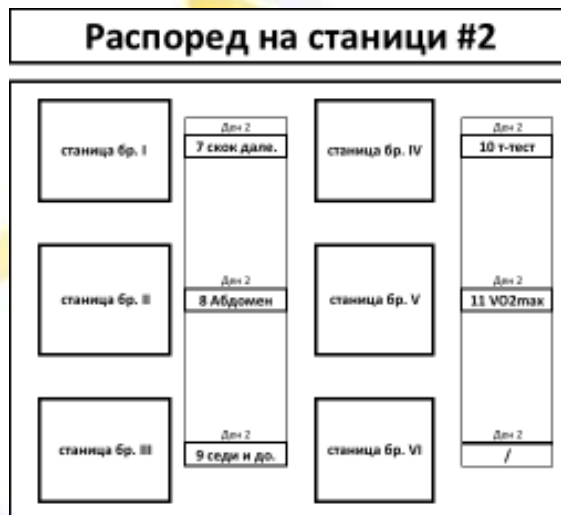 Распоред на станици #2
станица бр. I
Ден 2
7 скок дале.
станица бр. IV
Ден 2
10 т-тест
станица бр. II
Ден 2
8 Абдомен
станица бр. V
Ден 2
11 VO2max
станица бр. III
Ден 2
9 седи и до.
станица бр. VI
Ден 2
/